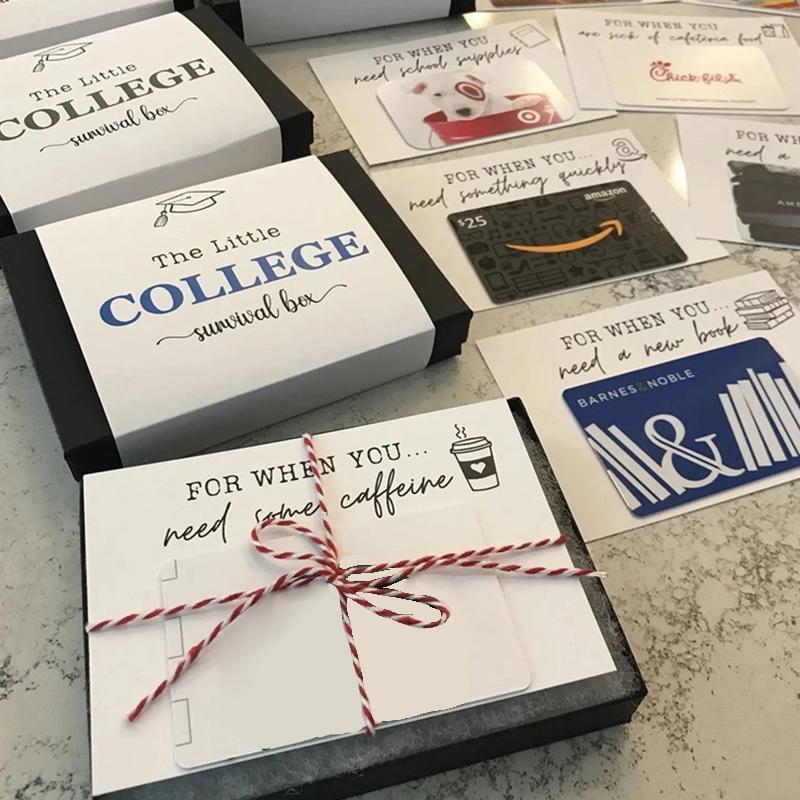 The Little
COLLEGE
survival box
The Little
COLLEGE
survival box
FOR WHEN YOU...
need school supplies
FOR WHEN YOU
are sick of cafeteria food
Chick-fil-A
FOR WHEN YOU...
need something quickly
a
$25
amazon
FOR WH
need a
AME
FOR WHEN YOU...
need a new book
BARNES&NOBLE
N&
FOR WHEN YOU...
need some caffeine